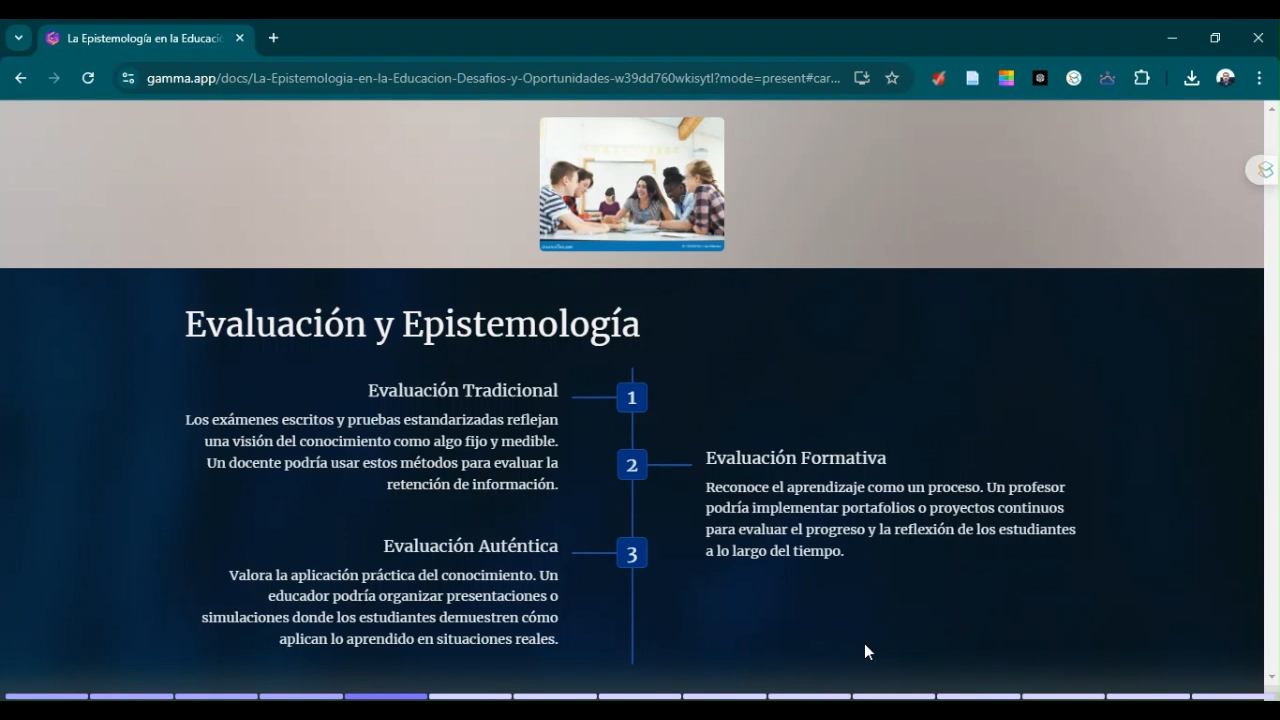 La Epistemología en la Educaci
gamma.app/docs/La-Epistemologia-en-la-Educacion-Desafios-y-Oportunidades-w39dd760wkisytl?mode=present#car...
Evaluación y Epistemología
Evaluación Tradicional
1
Los exámenes escritos y pruebas estandarizadas reflejan
una visión del conocimiento como algo fijo y medible.
Un docente podría usar estos métodos para evaluar la
retención de información.
2
Evaluación Formativa
Reconoce el aprendizaje como un proceso. Un profesor
podría implementar portafolios o proyectos continuos
para evaluar el progreso y la reflexión de los estudiantes
a lo largo del tiempo.
Evaluación Auténtica
3
Valora la aplicación práctica del conocimiento. Un
educador podría organizar presentaciones o
simulaciones donde los estudiantes demuestren cómo
aplican lo aprendido en situaciones reales.